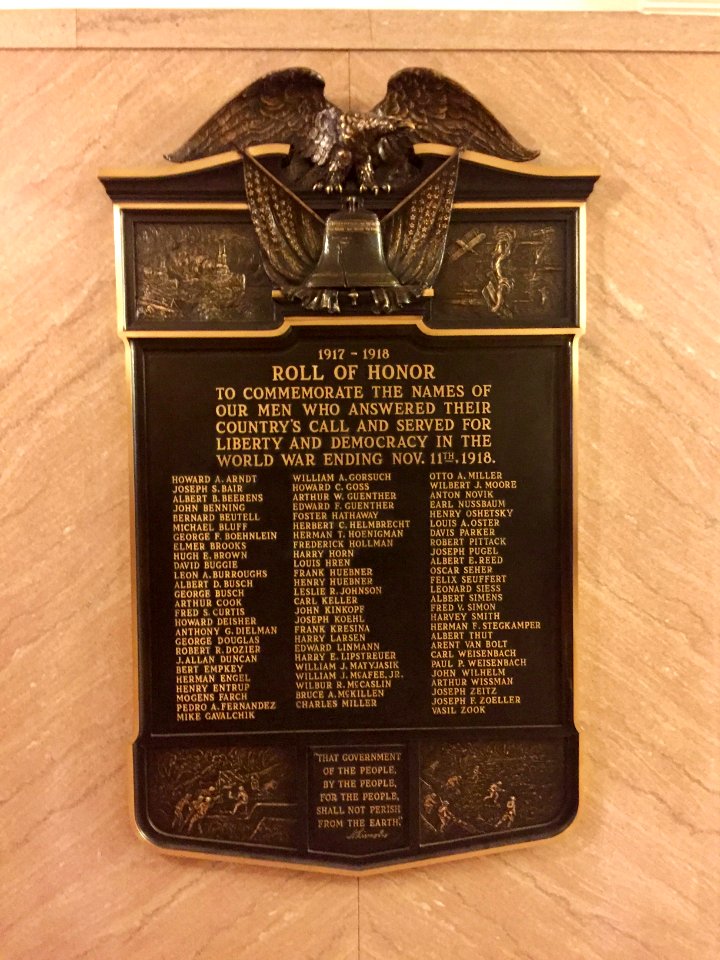 1917 - 1918
ROLL OF HONOR
TO COMMEMORATE THE NAMES OF
OUR MEN WHO ANSWERED THEIR
COUNTRY'S CALL AND SERVED FOR
LIBERTY AND DEMOCRACY IN THE
WORLD WAR ENDING NOV. 11TH, 1918.
HOWARD A. ARNDT
JOSEPH S. BAIR
ALBERT B. BEERENS
JOHN BENNING
BERNARD BEUTELL
MICHAEL BLUFF
GEORGE F. BOEHNLEIN
ELMER BROOKS
HUGH E. BROWN
DAVID BUGGIE
LEON A. BURROUGHS
ALBERT D. BUSCH
GEORGE BUSCH
ARTHUR COOK
FRED S. CURTIS
HOWARD DEISHER
ANTHONY G. DIELMAN
GEORGE DOUGLAS
ROBERT R. DOZIER
J. ALLAN DUNCAN
BERT EMPKEY
HERMAN ENGEL
HENRY ENTRUP
MOGENS FARCH
PEDRO A. FERNANDEZ
MIKE GAVALCHIK
WILLIAM A. GORSUCH
HOWARD C. GOSS
ARTHUR W. GUENTHER
EDWARD F. GUENTHER
FOSTER HATHAWAY
HERBERT C. HELMBRECHT
HERMAN T. HOENIGMAN
FREDERICK HOLLMAN
HARRY HORN
LOUIS HREN
FRANK HUEBNER
HENRY HUEBNER
LESLIE R. JOHNSON
CARL KELLER
JOHN KINKOPF
JOSEPH KOEHL
FRANK KRESINA
HARRY LARSEN
EDWARD LINMANN
HARRY E. LIPSTREUER
WILLIAM J. MATYJASIK
WILLIAM J. MCAFEE, JR.
WILBUR R. MCCASLIN
BRUCE A. MCKILLEN
CHARLES MILLER
OTTO A. MILLER
WILBERT J. MOORE
ANTON NOVIK
EARL NUSSBAUM
HENRY OSHETSKY
LOUIS A. OSTER
DAVIS PARKER
ROBERT PITTACK
JOSEPH PUGEL
ALBERT E. REED
OSCAR SEHER
FELIX SEUFFERT
LEONARD SIESS
ALBERT SIMENS
FRED V. SIMON
HARVEY SMITH
HERMAN F. STEGKAMPER
ALBERT THUT
ARENT VAN BOLT
CARL WEISENBACH
PAUL P. WEISENBACH
JOHN WILHELM
ARTHUR WISSMAN
JOSEPH ZEITZ
JOSEPH F. ZOELLER
VASIL ZOOK
"THAT GOVERNMENT
OF THE PEOPLE,
BY THE PEOPLE,
FOR THE PEOPLE,
SHALL NOT PERISH
FROM THE EARTH."
A. Lincoln